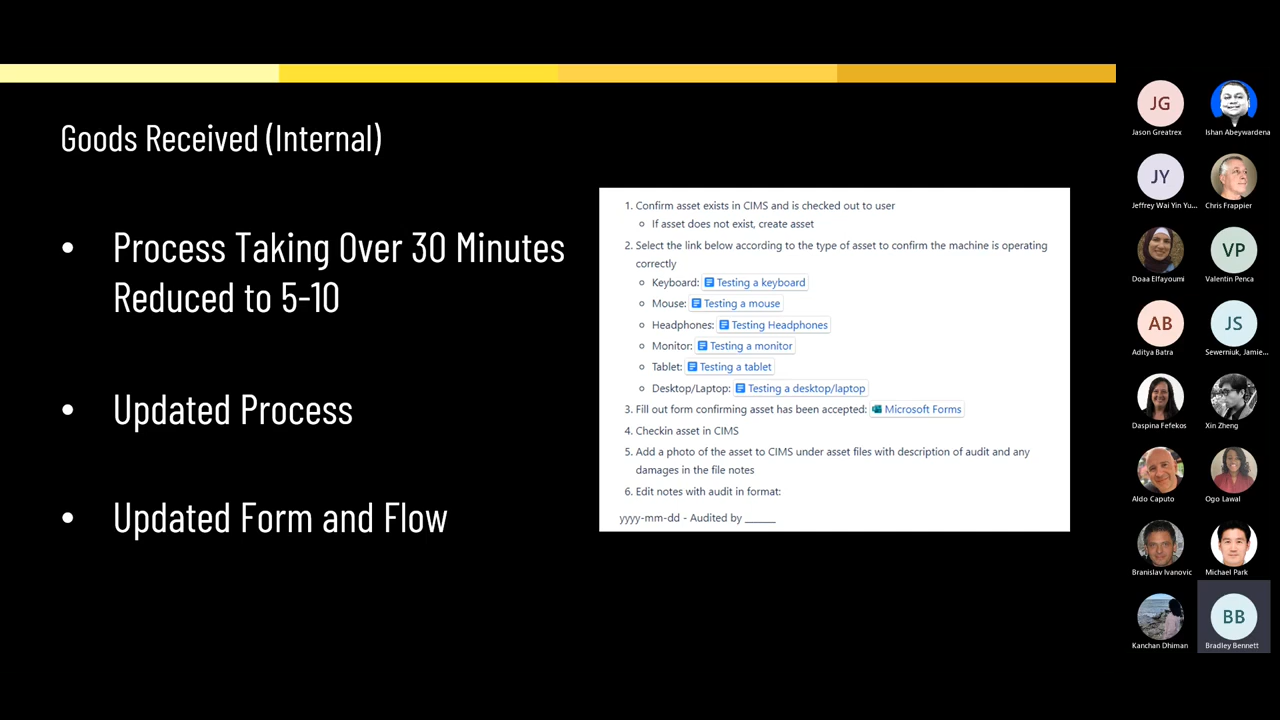 Goods Received (Internal)
• Process Taking Over 30 Minutes
Reduced to 5-10
• Updated Process
• Updated Form and Flow
1. Confirm asset exists in CIMS and is checked out to user
If asset does not exist, create asset
2. Select the link below according to the type of asset to confirm the machine is operating
correctly
Keyboard: Testing a keyboard
Mouse: Testing a mouse
Headphones: Testing Headphones
Monitor: Testing a monitor
Tablet: Testing a tablet
Desktop/Laptop: Testing a desktop/laptop
3. Fill out form confirming asset has been accepted: Microsoft Forms
4. Checkin asset in CIMS
5. Add a photo of the asset to CIMS under asset files with description of audit and any
damages in the file notes
6. Edit notes with audit in format:
yyyy-mm-dd - Audited by ______
JG
Jason Greatrex
Ishan Abeywardena
JY
Jeffrey Wai Yin Yu...
Chris Frappier
Doaa Elfayoumi
VP
Valentin Penca
AB
Aditya Batra
JS
Sewerniuk, Jamie...
Daspina Fefekos
Xin Zheng
Aldo Caputo
Ogo Lawal
Branislav Ivanovic
Michael Park
Kanchan Dhiman
BB
Bradley Bennett